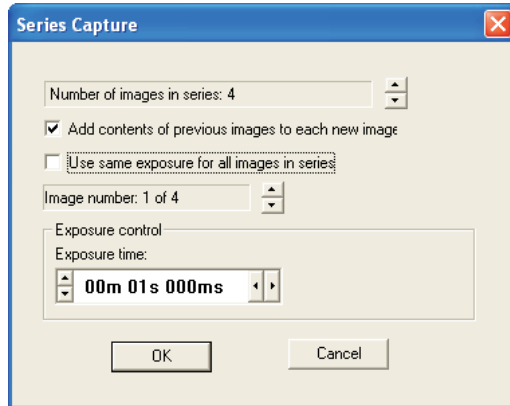 Series Capture
Number of images in series: 4
Add contents of previous images to each new image
Use same exposure for all images in series
Image number: 1 of 4
Exposure control
Exposure time:
00m 01s 000ms
OK
Cancel